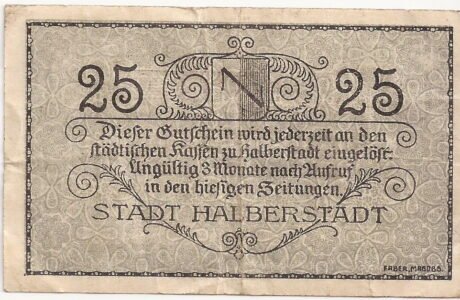 25 25
Dieser Gutschein wird jederzeit an den
städtischen Kassen zu Halberstadt eingelöst.
Ungültig 3 Monate nach Aufruf
in den hiesigen Zeitungen.
STADT HALBERSTADT